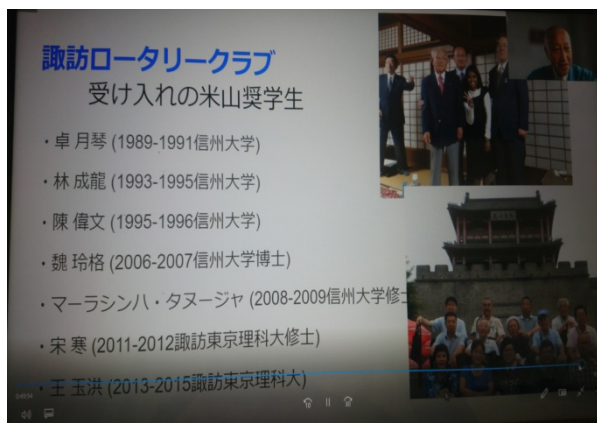 諏訪ロータリークラブ
受け入れの米山奨学生
・卓 月琴 (1989-1991信州大学)
・林 成龍 (1993-1995信州大学)
・陳 偉文 (1995-1996信州大学)
・魏 玲格 (2006-2007信州大学博士)
・マーラシンハ・タヌージャ (2008-2009信州大学修士
・宋 寒 (2011-2012諏訪東京理科大修士)
・王 玉洪 (2013-2015諏訪東京理科大)